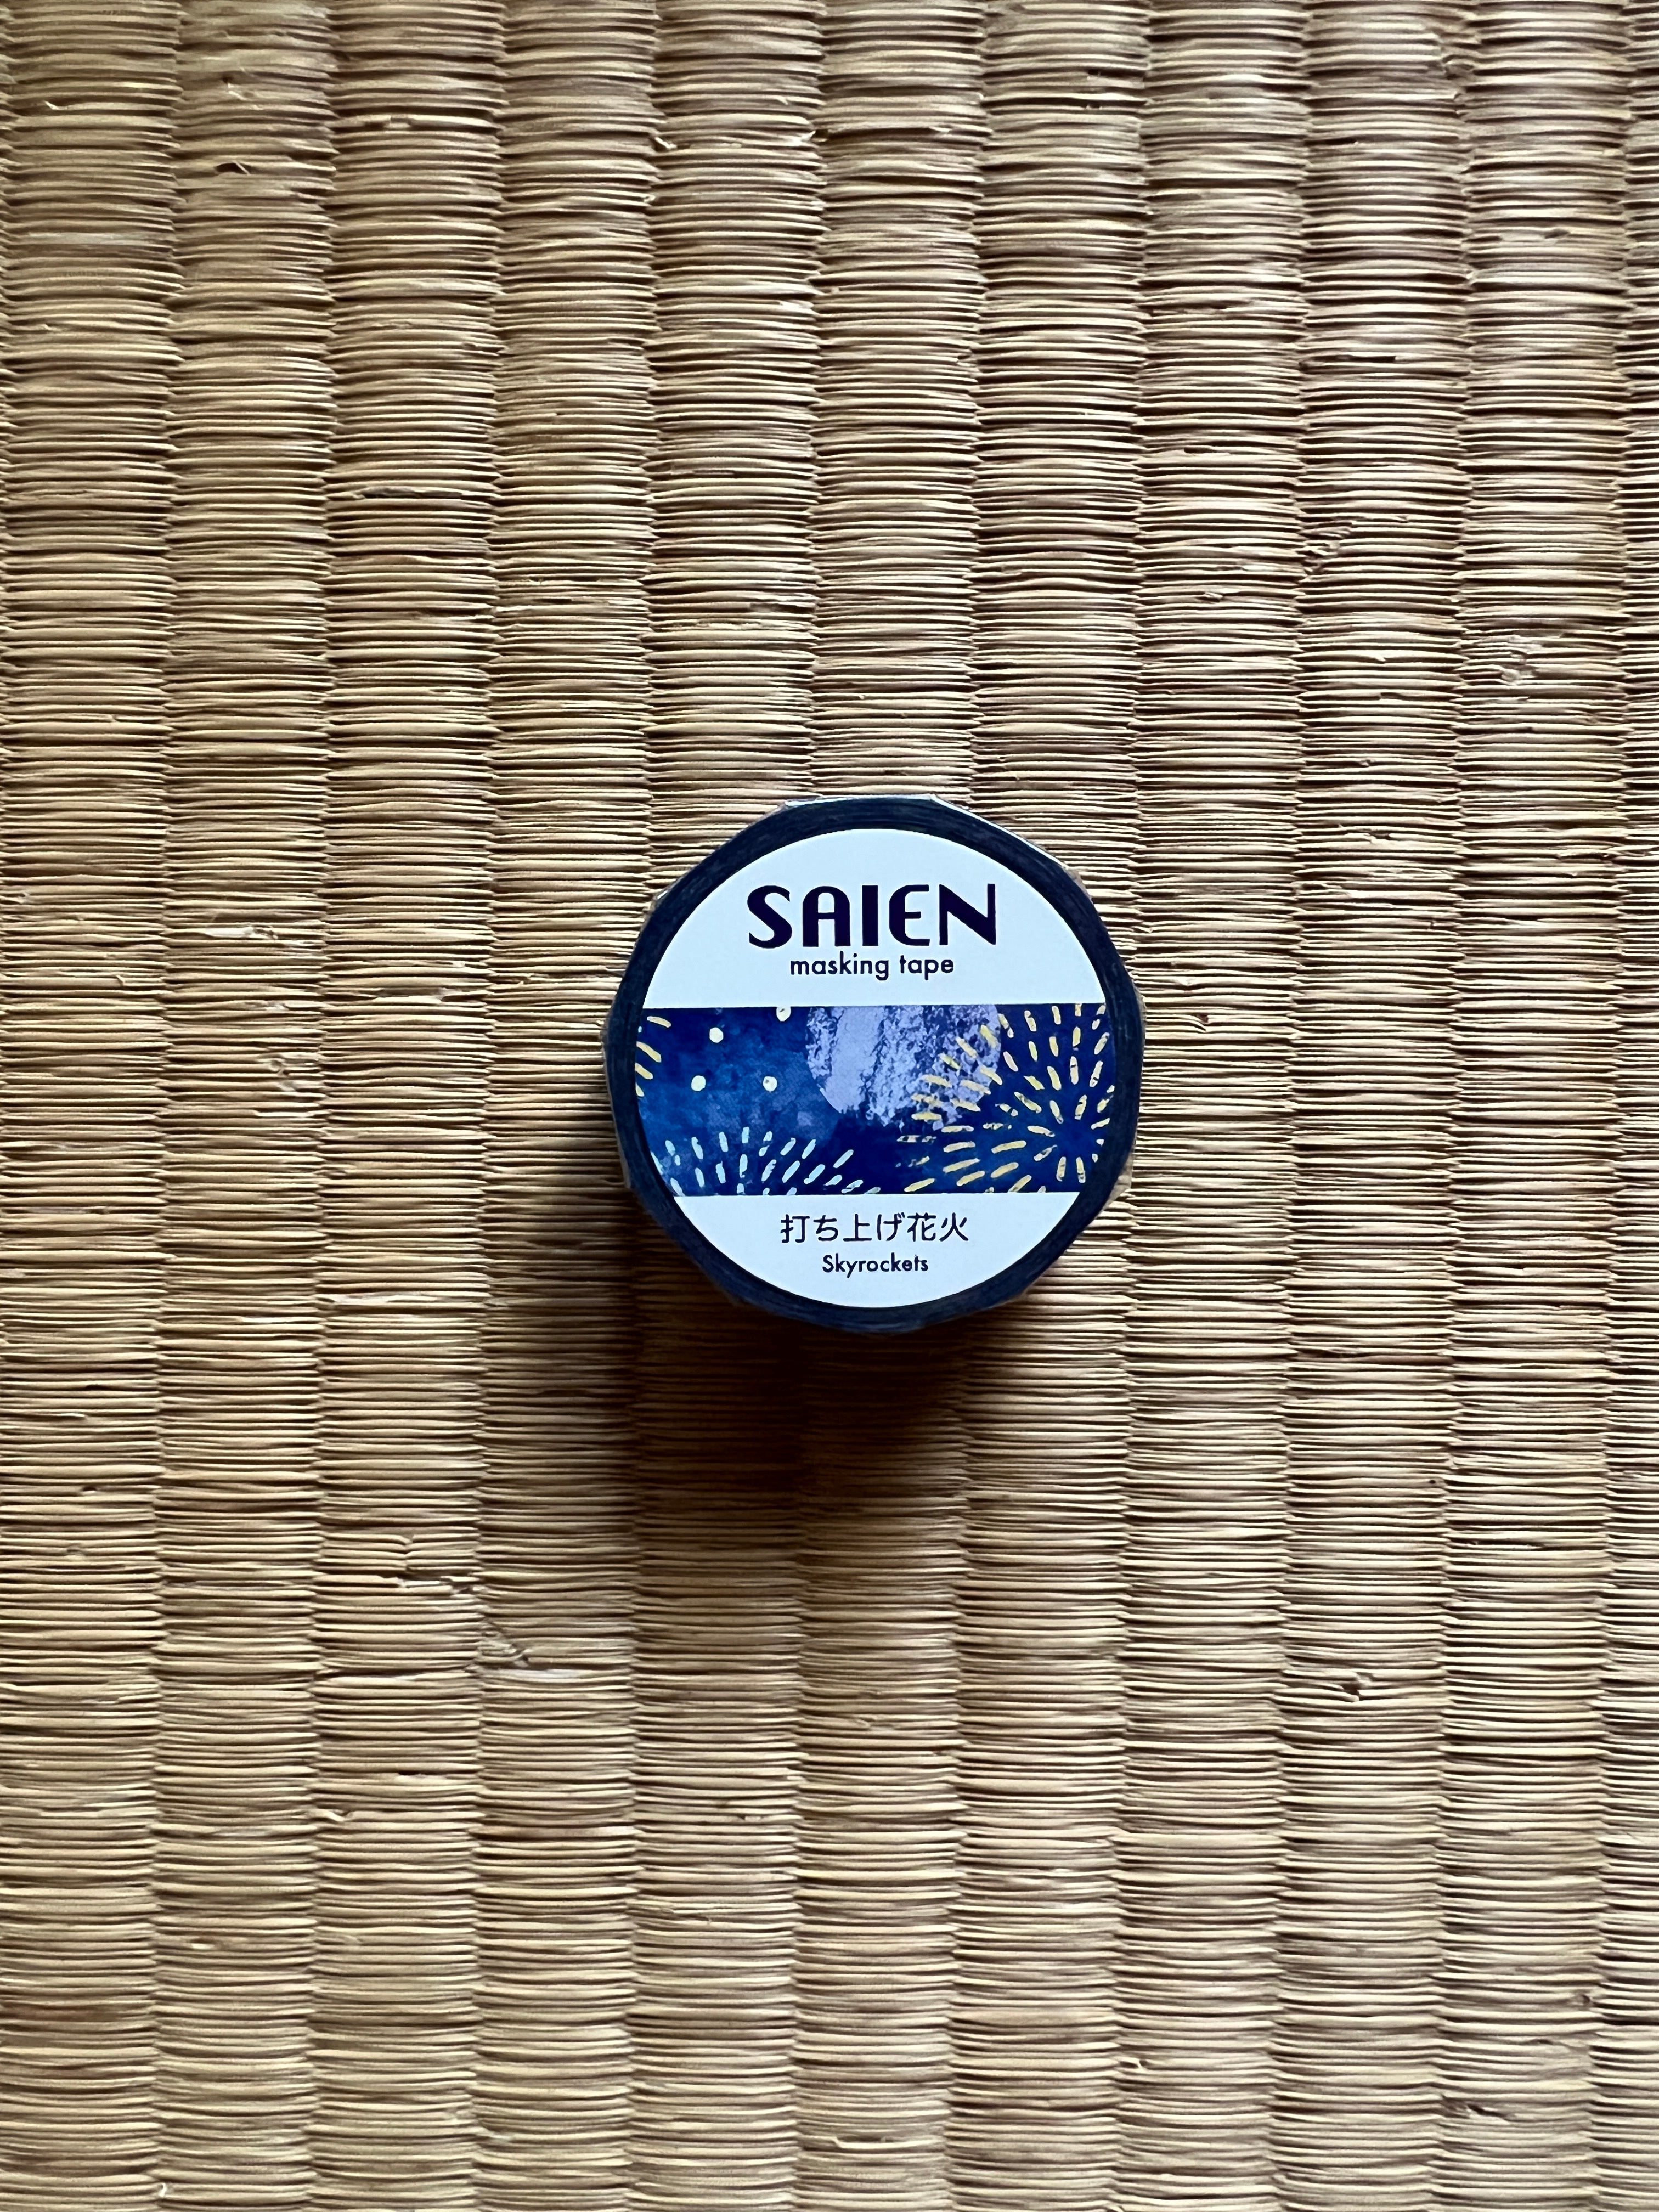 SAIEN
masking tape
打ち上げ花火
Skyrockets